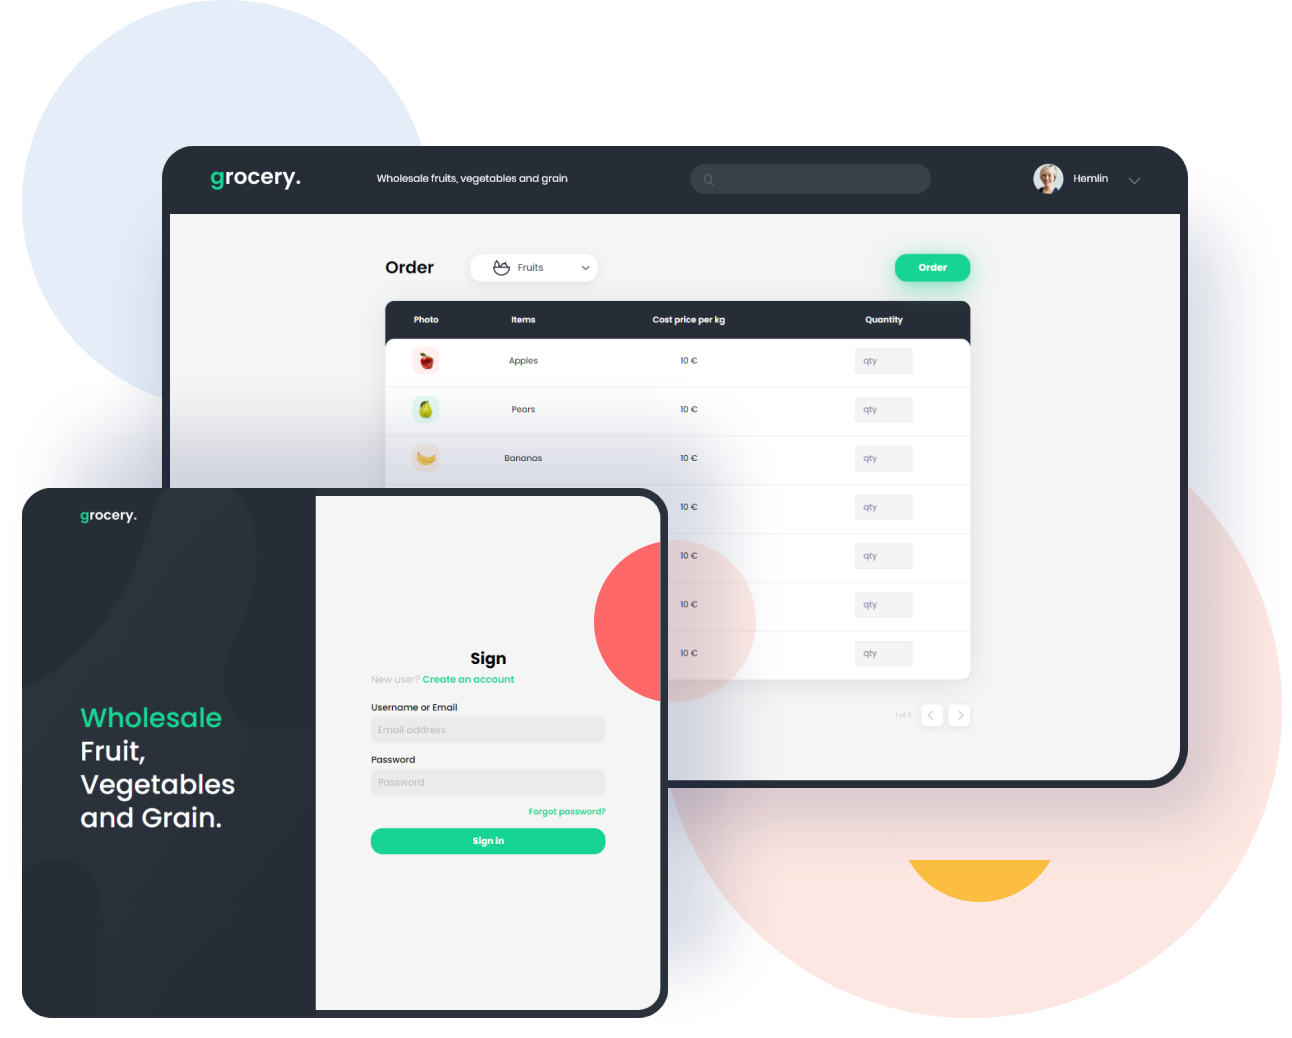 grocery.
Wholesale fruits, vegetables and grain
Hemlin
Order
Fruits
Order
Photo Items Cost price per kg Quantity
Apples 10 € qty
Pears 10 € qty
Bananas 10 € qty
10 € qty
10 € qty
10 € qty
10 € qty
1 of 3
grocery.
Wholesale
Fruit,
Vegetables
and Grain.
Sign
New user? Create an account
Username or Email
Email address
Password
Password
Forgot password?
Sign in